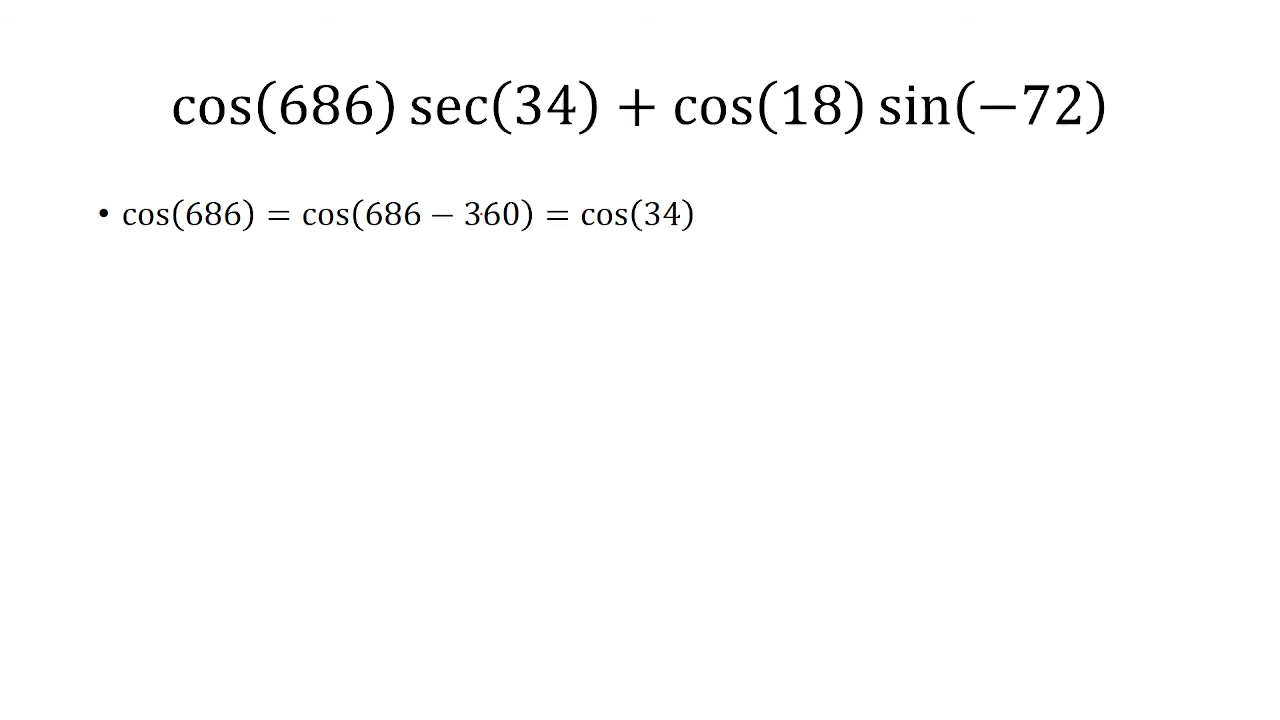 cos(686) sec(34) + cos(18) sin(−72)
• cos(686) = cos(686 − 360) = cos(34)